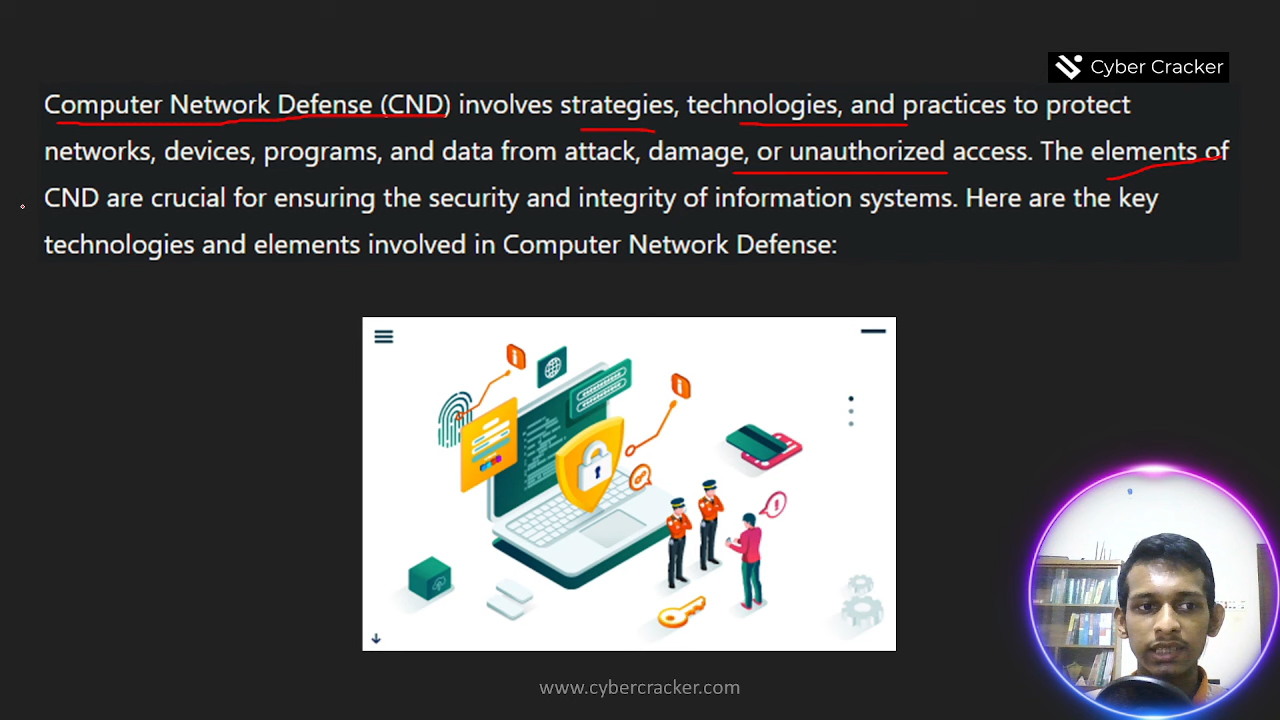 Cyber Cracker
Computer Network Defense (CND) involves strategies, technologies, and practices to protect
networks, devices, programs, and data from attack, damage, or unauthorized access. The elements of
CND are crucial for ensuring the security and integrity of information systems. Here are the key
technologies and elements involved in Computer Network Defense:
www.cybercracker.com